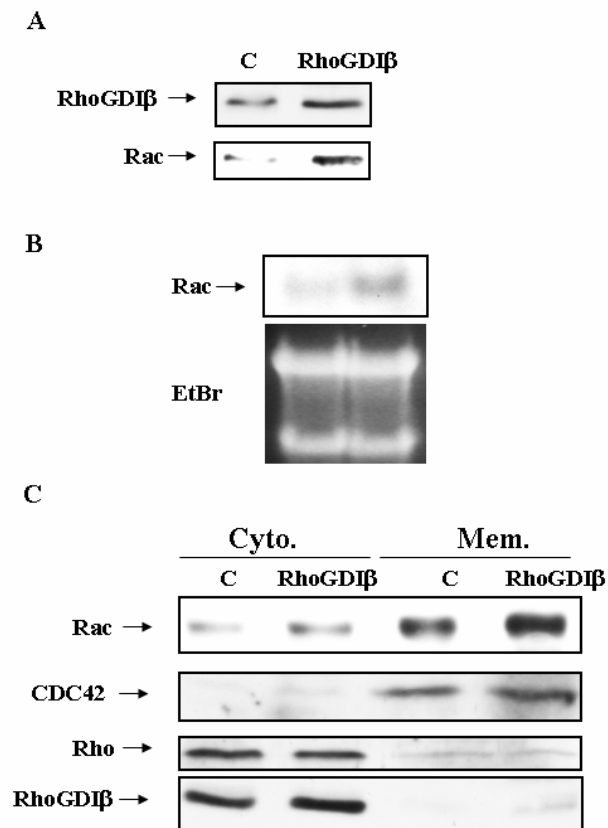 A
C RhoGDIβ
RhoGDIβ
Rac
B
Rac
EtBr
C
Cyto. Mem.
C RhoGDIβ C RhoGDIβ
Rac
CDC42
Rho
RhoGDIβ